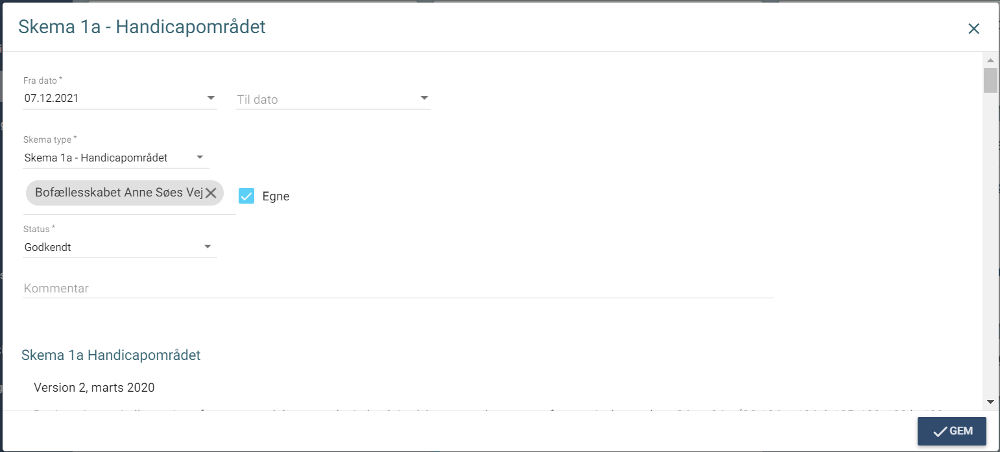 Skema 1a - Handicapområdet
Fra dato *
07.12.2021
Til dato
Skema type *
Skema 1a - Handicapområdet
Bofællesskabet Anne Søes Vej
Egne
Status *
Godkendt
Kommentar
Skema 1a Handicapområdet
Version 2, marts 2020
GEM